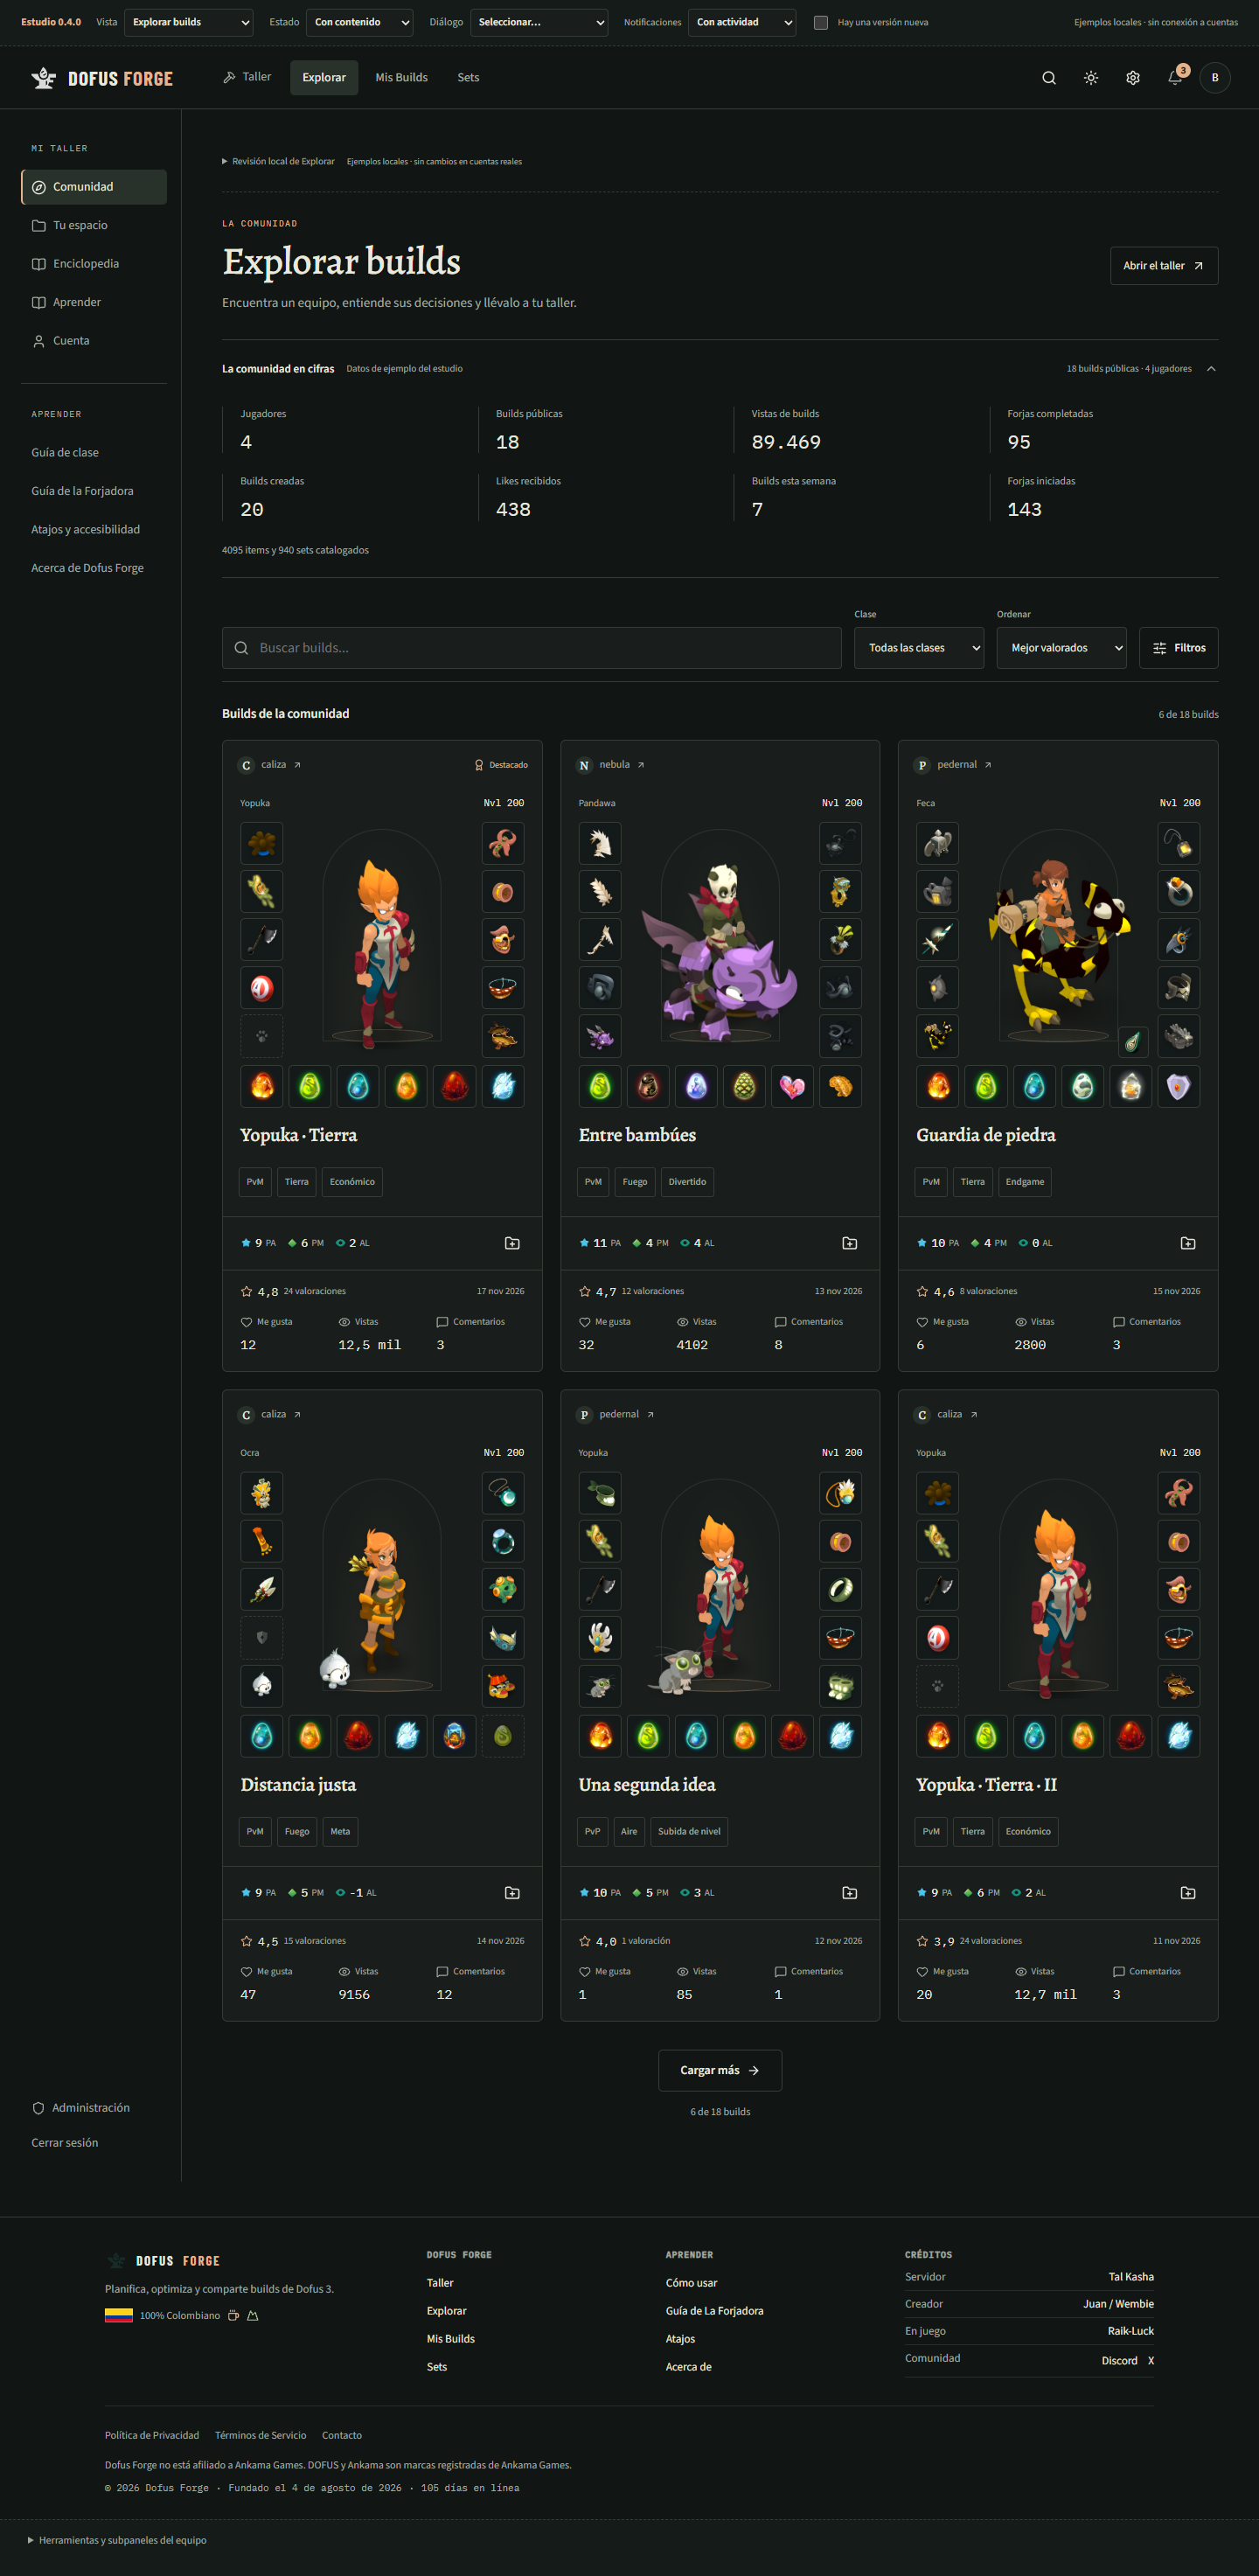 Estudio 0.4.0 Vista Explorar builds Estado Con contenido Diálogo Seleccionar... Notificaciones Con actividad Hay una versión nueva Ejemplos locales · sin conexión a cuentas
DOFUS FORGE Taller Explorar Mis Builds Sets 3 B
MI TALLER
Comunidad
Tu espacio
Enciclopedia
Aprender
Cuenta
APRENDER
Guía de clase
Guía de la Forjadora
Atajos y accesibilidad
Acerca de Dofus Forge
Administración
Cerrar sesión
Revisión local de Explorar Ejemplos locales · sin cambios en cuentas reales
LA COMUNIDAD
Explorar builds
Abrir el taller
Encuentra un equipo, entiende sus decisiones y llévalo a tu taller.
La comunidad en cifras Datos de ejemplo del estudio 18 builds públicas · 4 jugadores
Jugadores Builds públicas Vistas de builds Forjas completadas
4 18 89.469 95
Builds creadas Likes recibidos Builds esta semana Forjas iniciadas
20 438 7 143
4095 items y 940 sets catalogados
Clase Ordenar
Buscar builds... Todas las clases Mejor valorados Filtros
Builds de la comunidad 6 de 18 builds
C caliza Destacado
Yopuka Nvl 200
Yopuka · Tierra
PvM Tierra Económico
9 PA 6 PM 2 AL
4,8 24 valoraciones 17 nov 2026
Me gusta Vistas Comentarios
12 12,5 mil 3
N nebula
Pandawa Nvl 200
Entre bambúes
PvM Fuego Divertido
11 PA 4 PM 4 AL
4,7 12 valoraciones 13 nov 2026
Me gusta Vistas Comentarios
32 4102 8
P pedernal
Feca Nvl 200
Guardia de piedra
PvM Tierra Endgame
10 PA 4 PM 0 AL
4,6 8 valoraciones 15 nov 2026
Me gusta Vistas Comentarios
6 2800 3
C caliza
Ocra Nvl 200
Distancia justa
PvM Fuego Meta
9 PA 5 PM -1 AL
4,5 15 valoraciones 14 nov 2026
Me gusta Vistas Comentarios
47 9156 12
P pedernal
Yopuka Nvl 200
Una segunda idea
PvP Aire Subida de nivel
10 PA 5 PM 3 AL
4,0 1 valoración 12 nov 2026
Me gusta Vistas Comentarios
1 85 1
C caliza
Yopuka Nvl 200
Yopuka · Tierra · II
PvM Tierra Económico
9 PA 6 PM 2 AL
3,9 24 valoraciones 11 nov 2026
Me gusta Vistas Comentarios
20 12,7 mil 3
Cargar más
6 de 18 builds
DOFUS FORGE
Planifica, optimiza y comparte builds de Dofus 3.
100% Colombiano
DOFUS FORGE
Taller
Explorar
Mis Builds
Sets
APRENDER
Cómo usar
Guía de La Forjadora
Atajos
Acerca de
CRÉDITOS
Servidor Tal Kasha
Creador Juan / Wembie
En juego Raik-Luck
Comunidad Discord X
Política de Privacidad Términos de Servicio Contacto
Dofus Forge no está afiliado a Ankama Games. DOFUS y Ankama son marcas registradas de Ankama Games.
© 2026 Dofus Forge · Fundado el 4 de agosto de 2026 · 105 días en línea
Herramientas y subpaneles del equipo